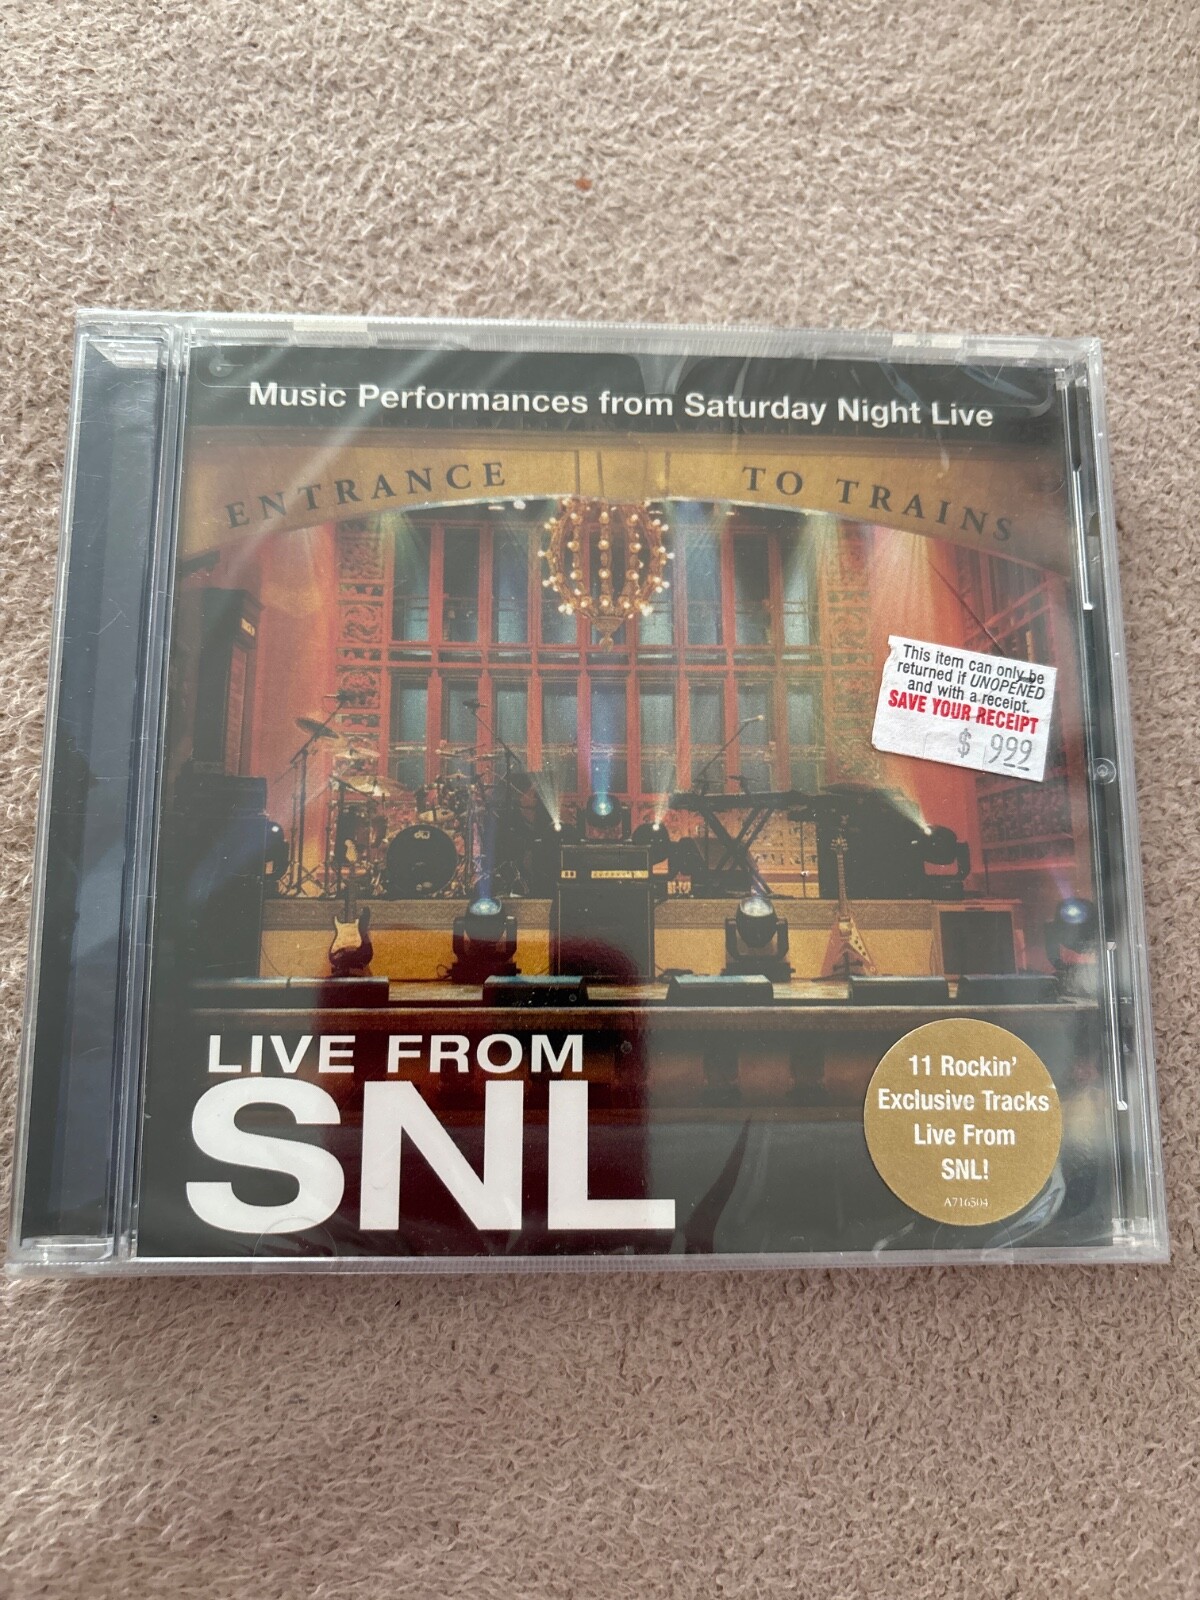 Music Performances from Saturday Night Live
ENTRANCE TO TRAINS
This item can only be
returned if UNOPENED
and with a receipt.
SAVE YOUR RECEIPT
$ 999
LIVE FROM
SNL
11 Rockin'
Exclusive Tracks
Live From
SNL!
A716504